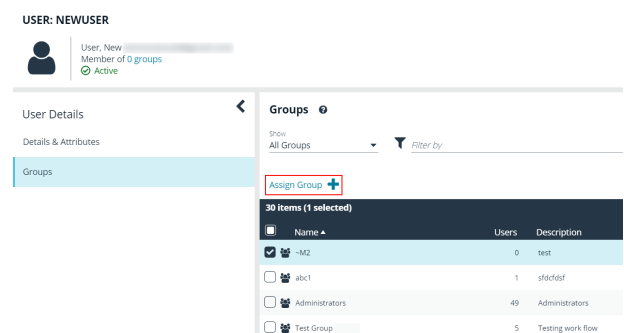 USER: NEWUSER
User, New
Member of 0 groups
Active
User Details
Details & Attributes
Groups
Groups
Show
All Groups
Filter by
Assign Group
30 items (1 selected)
Name Users Description
~M2 0 test
abc1 1 sfdcfdsf
Administrators 49 Administrators
Test Group 5 Testing work flow